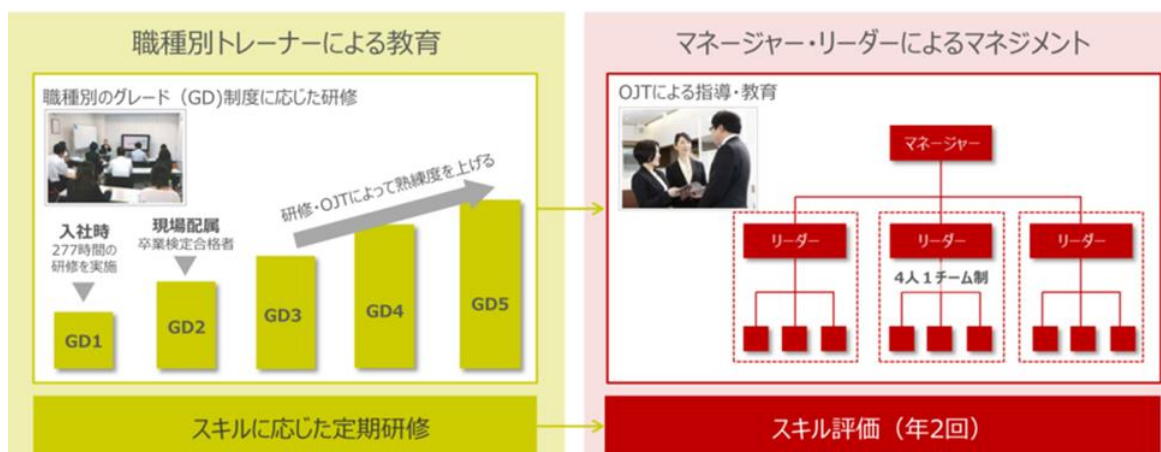 職種別トレーナーによる教育
職種別のグレード（GD)制度に応じた研修
入社時
277時間の
研修を実施
現場配属
卒業検定合格者
研修・OJTによって熟練度を上げる
GD1
GD2
GD3
GD4
GD5
スキルに応じた定期研修
マネージャー・リーダーによるマネジメント
OJTによる指導・教育
マネージャー
リーダー
リーダー
リーダー
4人１チーム制
スキル評価（年2回）